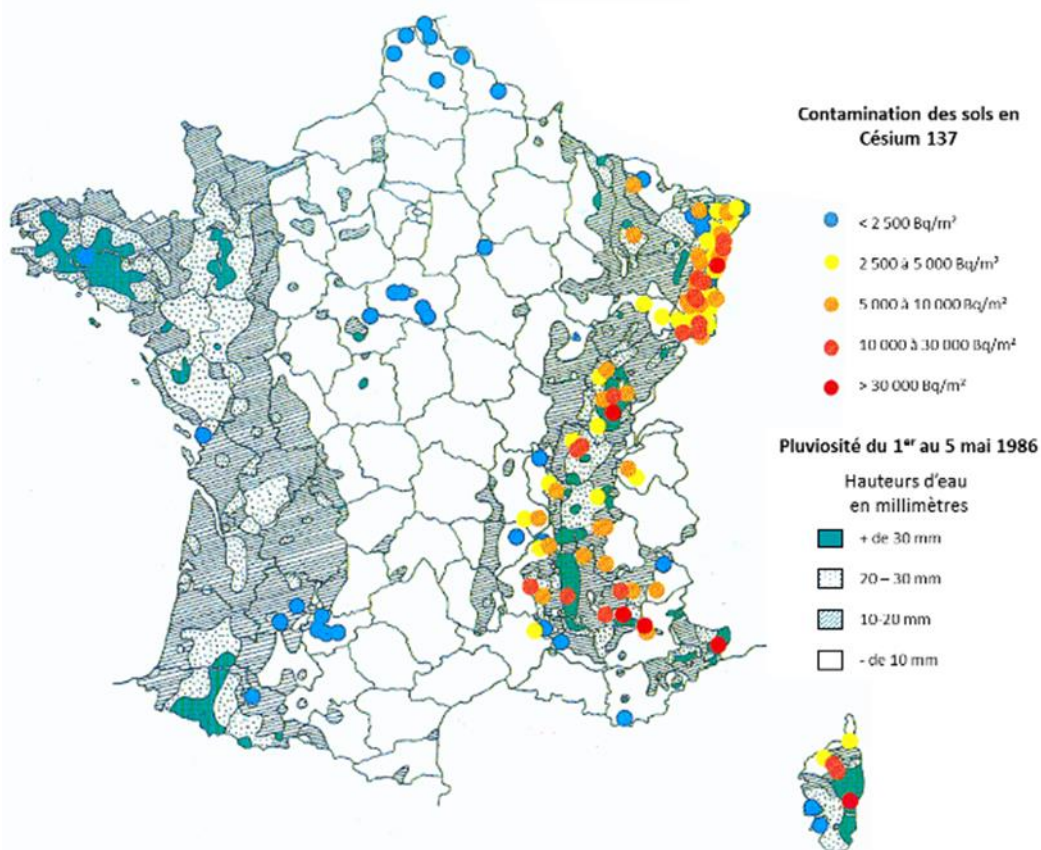 Contamination des sols en
Césium 137
< 2 500 Bq/m²
2 500 à 5 000 Bq/m²
5 000 à 10 000 Bq/m²
10 000 à 30 000 Bq/m²
> 30 000 Bq/m²
Pluviosité du 1er au 5 mai 1986
Hauteurs d'eau
en millimètres
+ de 30 mm
20 – 30 mm
10-20 mm
- de 10 mm